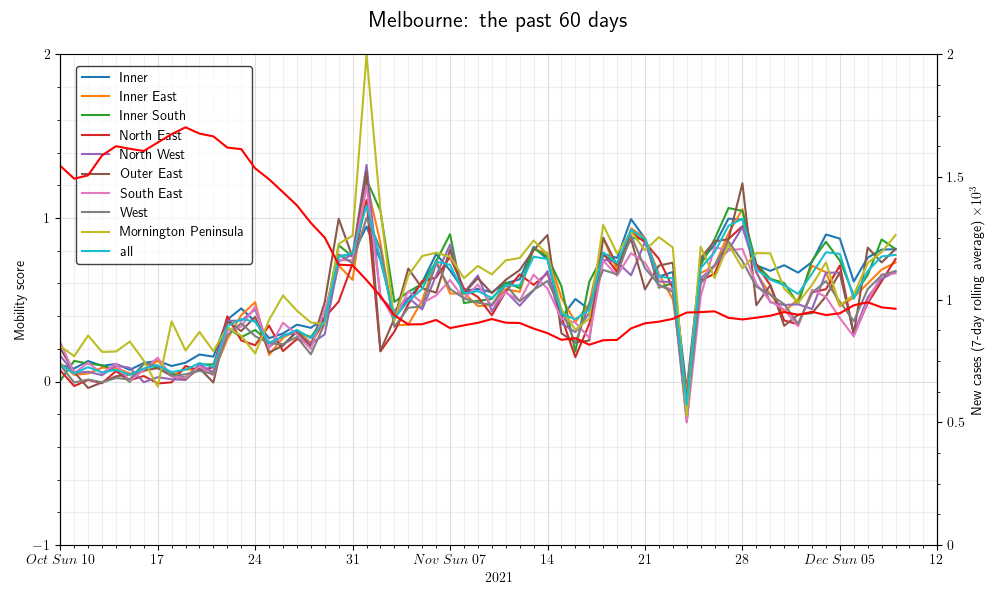 Melbourne: the past 60 days
Mobility score
2
1
0
−1
Inner
Inner East
Inner South
North East
North West
Outer East
South East
West
Mornington Peninsula
all
2
1.5
1
0.5
0
New cases (7-day rolling average) ×10³
Oct Sun 10 17 24 31 Nov Sun 07 14 21 28 Dec Sun 05 12
2021